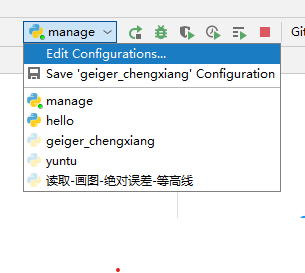 manage
Edit Configurations...
Save 'geiger_chengxiang' Configuration
manage
hello
geiger_chengxiang
yuntu
读取-画图-绝对误差-等高线